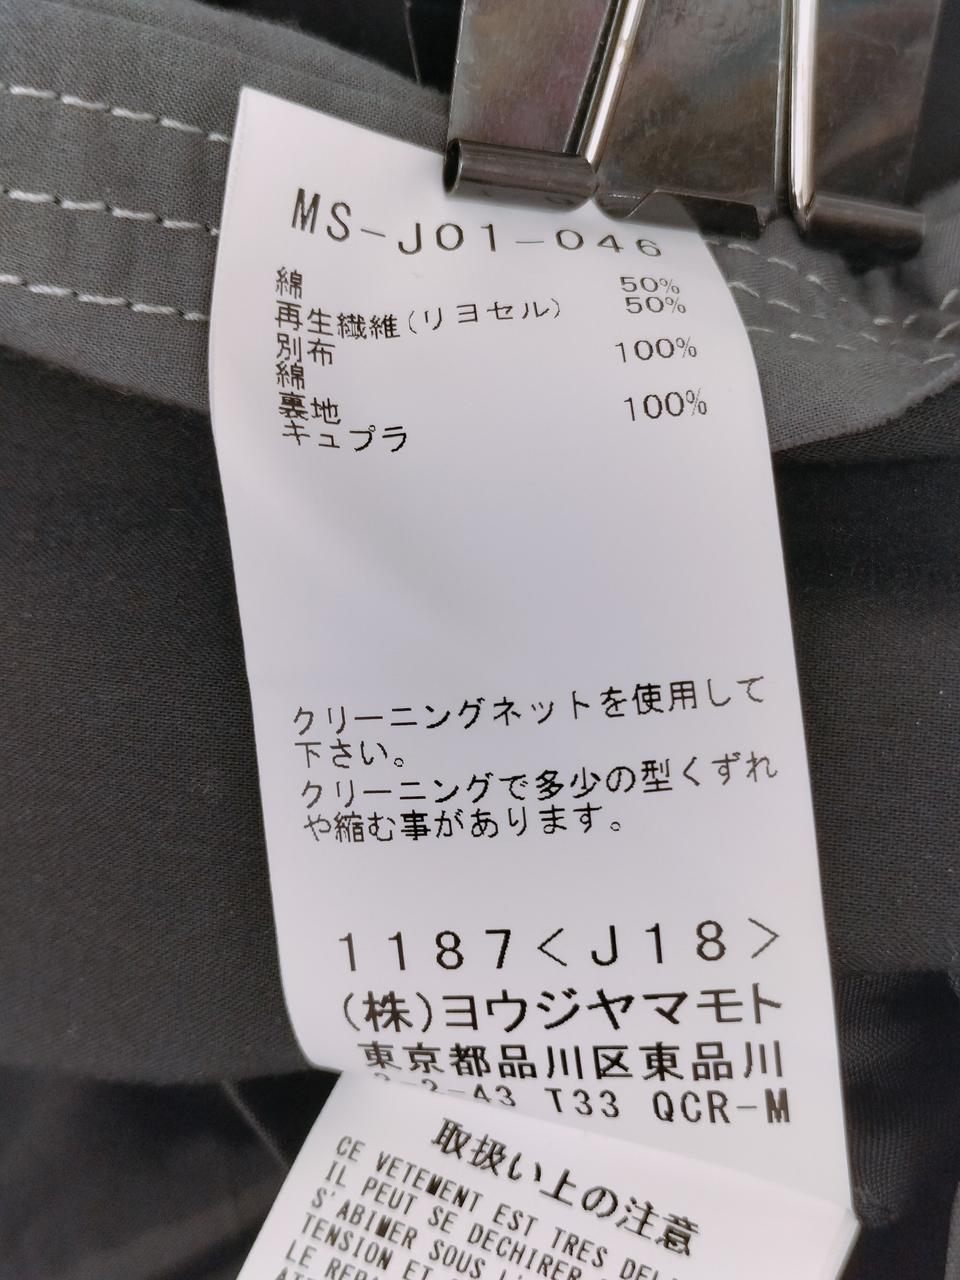 MS-J01-046
綿 50%
再生繊維(リヨセル) 50%
別布
綿 100%
裏地
キュプラ 100%
クリーニングネットを使用して
下さい。
クリーニングで多少の型くずれ
や縮む事があります。
1187<J18>
(株)ヨウジヤマモト
東京都品川区東品川
2-2-43 T33 QCR-M
取扱い上の注意
CE VETEMENT EST TRES
IL PEUT SE DECHIRER
S'ABIMER SOUS
TENSION ET
LE